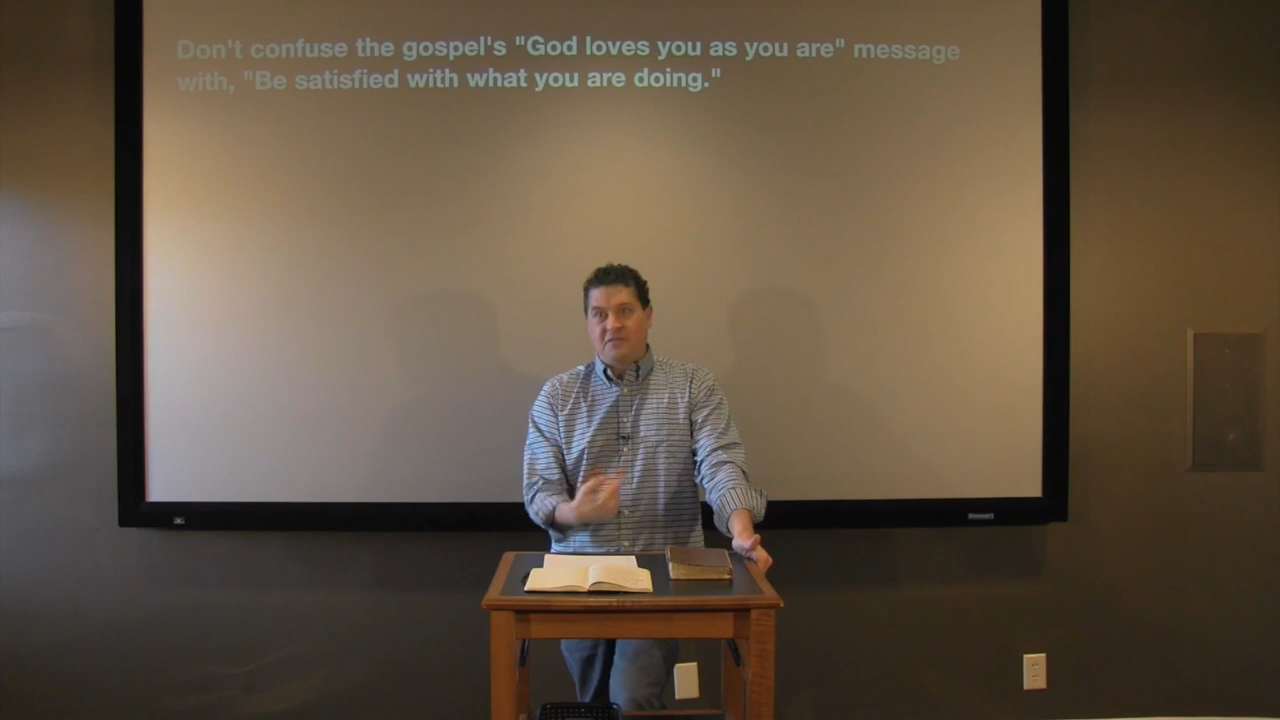 Don't confuse the gospel's "God loves you as you are" message
with, "Be satisfied with what you are doing."